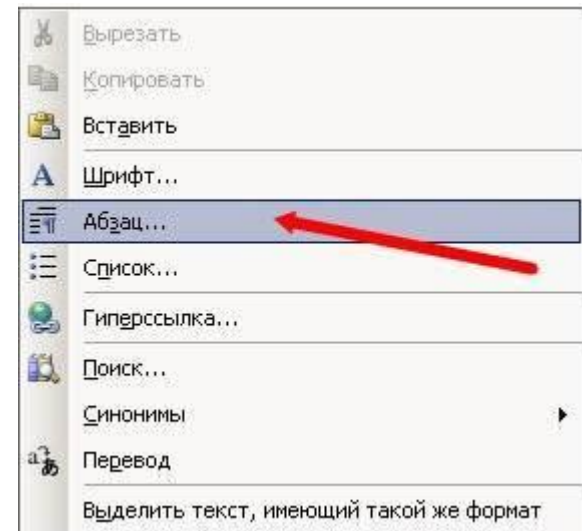 Вырезать
Копировать
Вставить
Шрифт...
Абзац...
Список...
Гиперссылка...
Поиск...
Синонимы
Перевод
Выделить текст, имеющий такой же формат